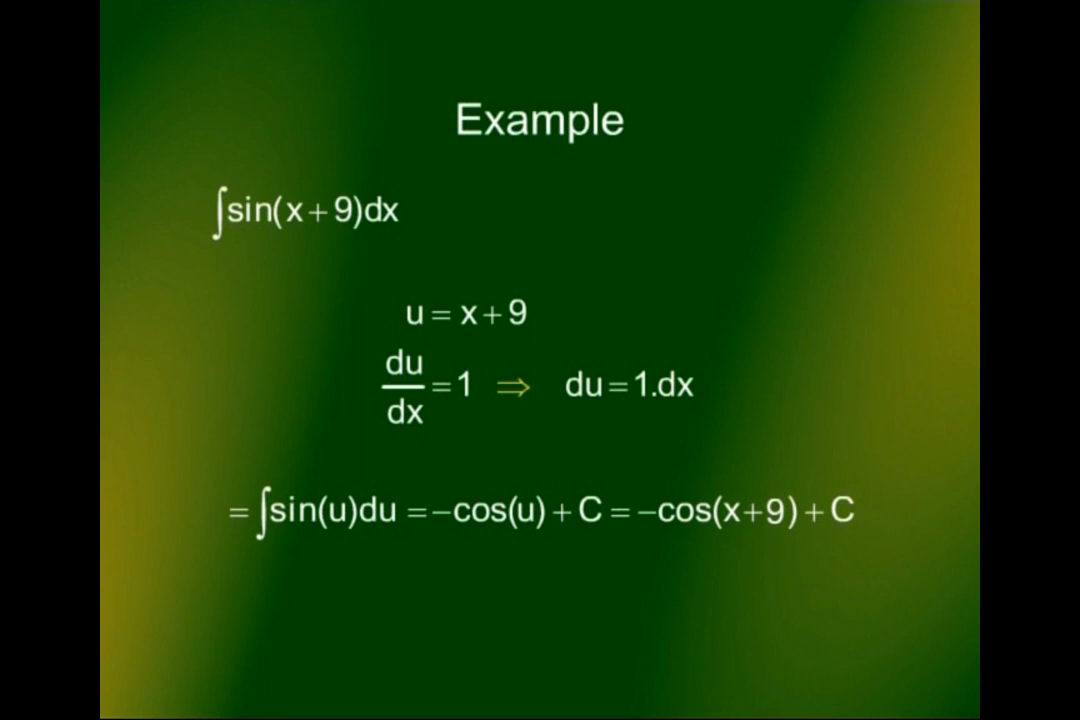 Example
∫sin(x+9)dx
u = x+9
du/dx = 1 ⇒ du = 1.dx
= ∫sin(u)du = −cos(u) + C = −cos(x+9) + C